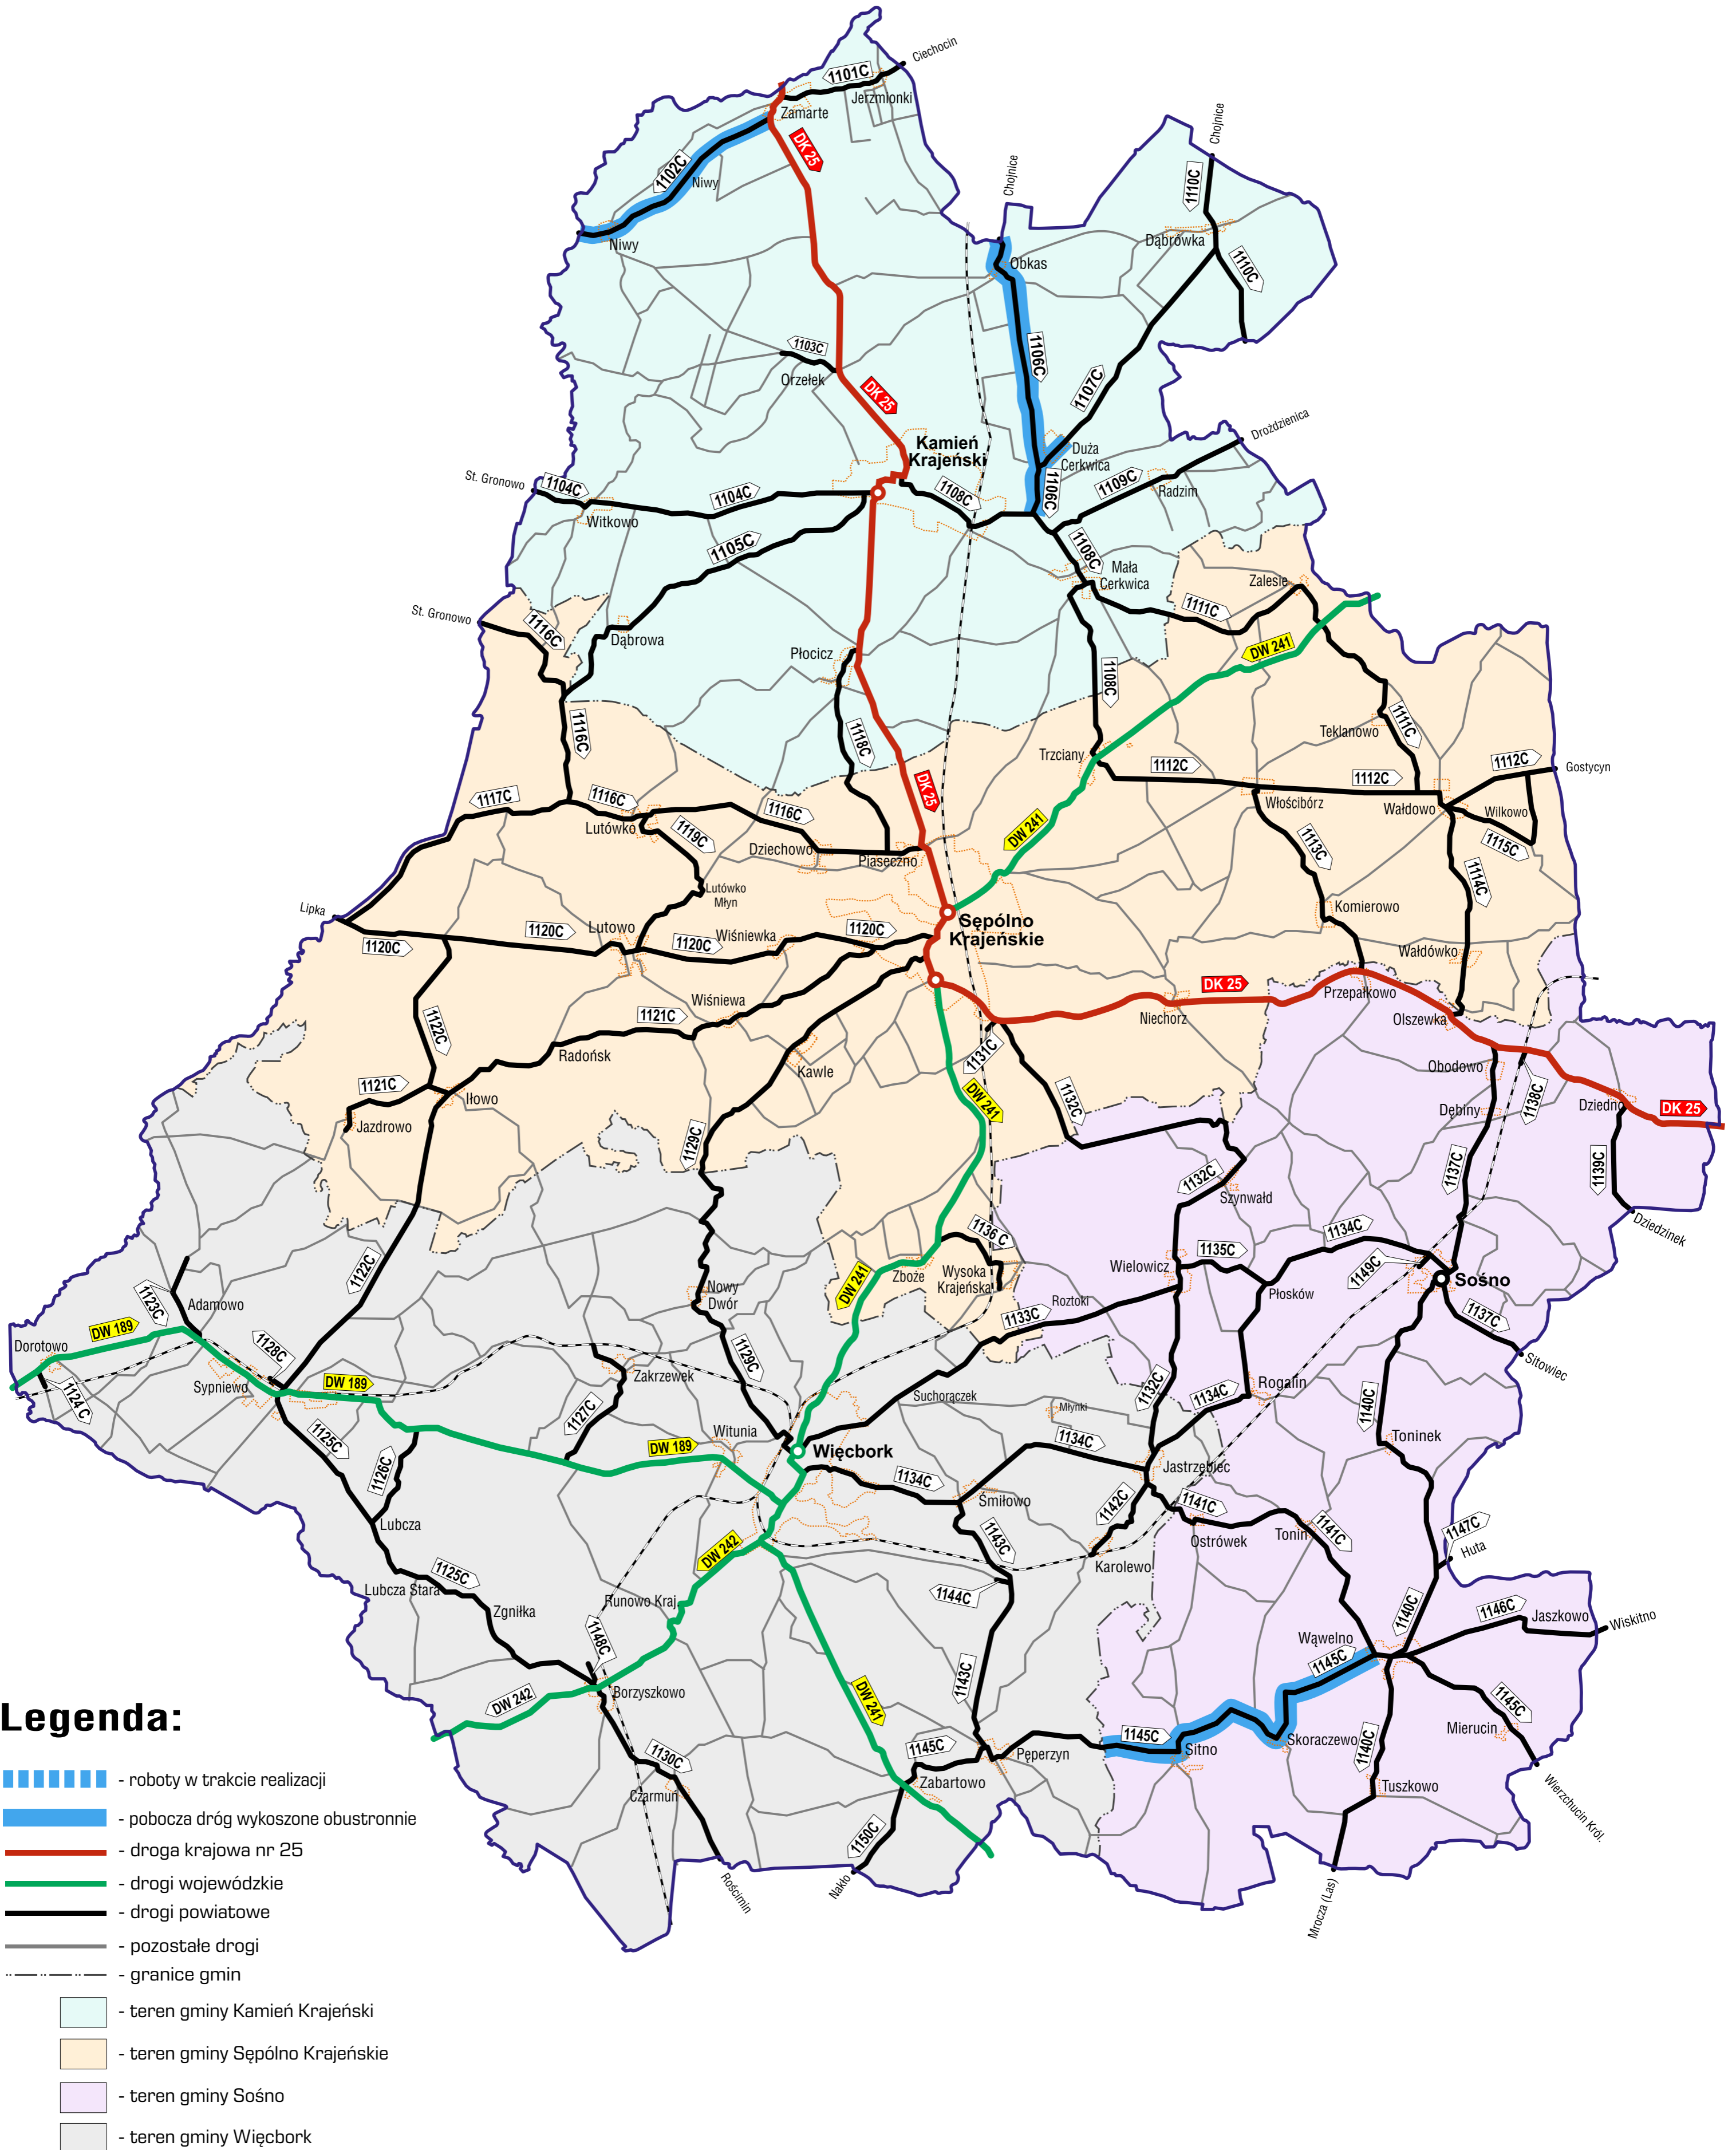 Ciechocin
1101C
Jerzmionki
Zamarte
DK 25
1102C
Niwy
Niwy
Chojnice
Chojnice
1110C
Dąbrówka
1110C
Obkas
1106C
1103C
Orzełek
DK 25
1107C
Kamień
Krajeński
Duża
Cerkwica
Drożdzienica
1109C
Radzim
1106C
1108C
St. Gronowo
1104C
1104C
Witkowo
1105C
1108C
Mała
Cerkwica
Zalesie
1111C
St. Gronowo
1116C
Dąbrowa
Płocicz
DW 241
1108C
1116C
1118C
Teklanowo
1111C
Trzciany
1112C
1112C
1112C
Gostycyn
DK 25
1117C
1116C
1116C
Lutówko
1119C
Dziechowo
Piaseczno
DW 241
Włościbórz
Wałdowo
Wilkowo
1115C
1113C
1114C
Lutówko
Młyn
Lipka
1120C
1120C
Lutowo
1120C
Wiśniewka
1120C
Sępólno
Krajeńskie
Komierowo
Wałdówko
DK 25
Przepałkowo
Niechorz
Olszewka
Wiśniewa
1121C
1122C
Radońsk
Kawle
1131C
Obodowo
1138C
Dziedno
DK 25
1121C
Iłowo
Jazdrowo
DW 241
1132C
Dębiny
1129C
1137C
1139C
1132C
Szynwałd
Dziedzinek
1136 C
1134C
1135C
Wielowicz
1149C
Sośno
1122C
Zboże
Wysoka
Krajeńska
DW 241
Nowy
Dwór
Płosków
1123C
Adamowo
Roztoki
1133C
1137C
Sitowiec
DW 189
Dorotowo
1128C
1129C
Zakrzewek
Sypniewo
DW 189
1124 C
1127C
Suchorączek
Młynki
1132C
1134C
Rogalin
1140C
Toninek
1125C
1126C
Witunia
DW 189
Więcbork
1134C
1134C
Jastrzębiec
Śmiłowo
1142C
1141C
Ostrówek
Tonin
1141C
1147C
Huta
Lubcza
1143C
Karolewo
DW 242
1125C
Lubcza Stara
Zgniłka
Runowo Kraj.
1144C
1140C
1146C
Jaszkowo
Wiskitno
1148C
Wąwelno
1145C
1143C
DW 242
Borzyszkowo
DW 241
1145C
Mierucin
1145C
Sitno
Skoraczewo
1140C
1145C
Pęperzyn
Zabartowo
1130C
Czarmuń
Tuszkowo
Wierzchucin Król.
1150C
Nakło
Rościmin
Mrocza (Las)
Legenda:
- roboty w trakcie realizacji
- pobocza dróg wykoszone obustronnie
- droga krajowa nr 25
- drogi wojewódzkie
- drogi powiatowe
- pozostałe drogi
- granice gmin
- teren gminy Kamień Krajeński
- teren gminy Sępólno Krajeńskie
- teren gminy Sośno
- teren gminy Więcbork